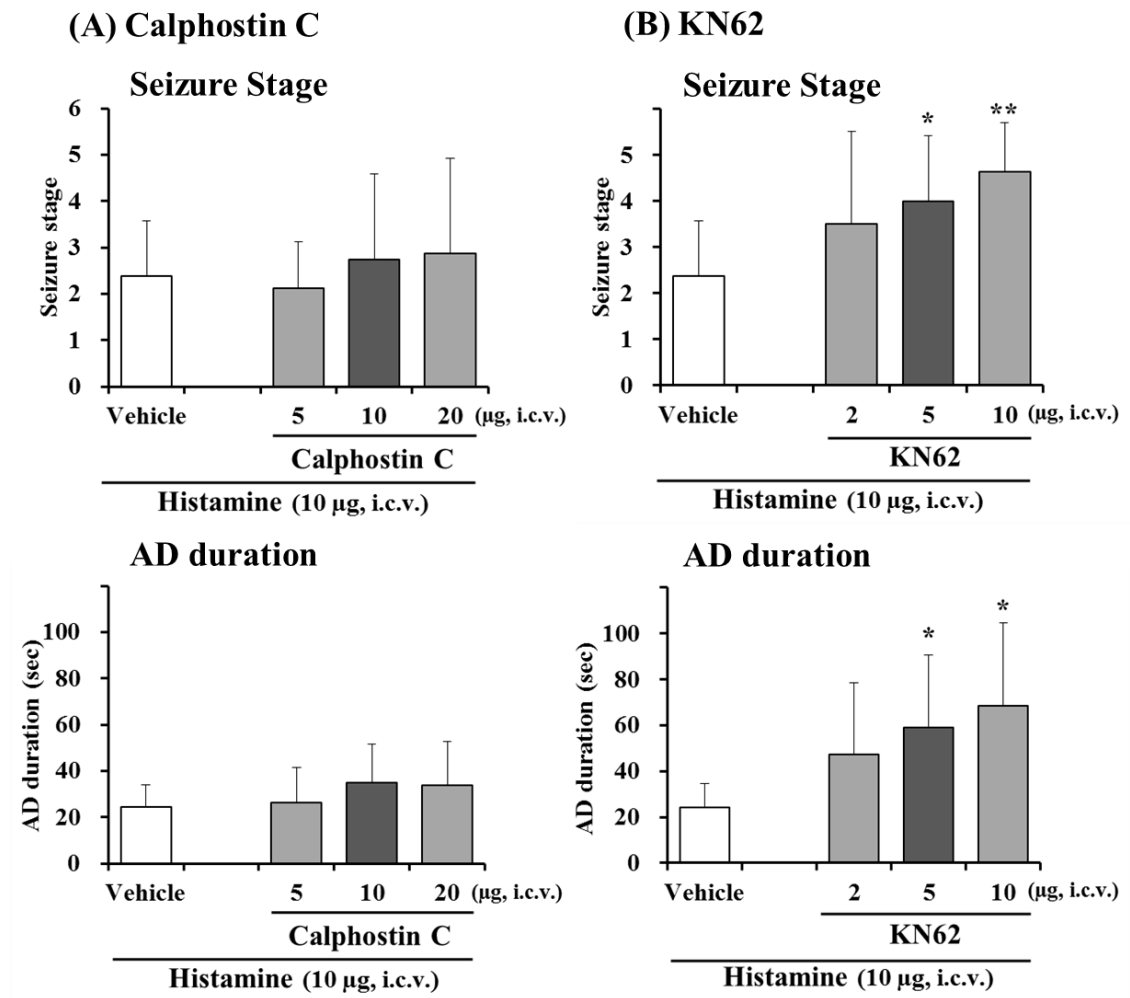 (A) Calphostin C
Seizure Stage
Seizure stage
6
5
4
3
2
1
0
Vehicle 5 10 20 (µg, i.c.v.)
Calphostin C
Histamine (10 µg, i.c.v.)
(B) KN62
Seizure Stage
Seizure stage
* **
5
4
3
2
1
0
Vehicle 2 5 10 (µg, i.c.v.)
KN62
Histamine (10 µg, i.c.v.)
AD duration
AD duration (sec)
100
80
60
40
20
0
Vehicle 5 10 20 (µg, i.c.v.)
Calphostin C
Histamine (10 µg, i.c.v.)
AD duration
AD duration (sec)
* *
100
80
60
40
20
0
Vehicle 2 5 10 (µg, i.c.v.)
KN62
Histamine (10 µg, i.c.v.)